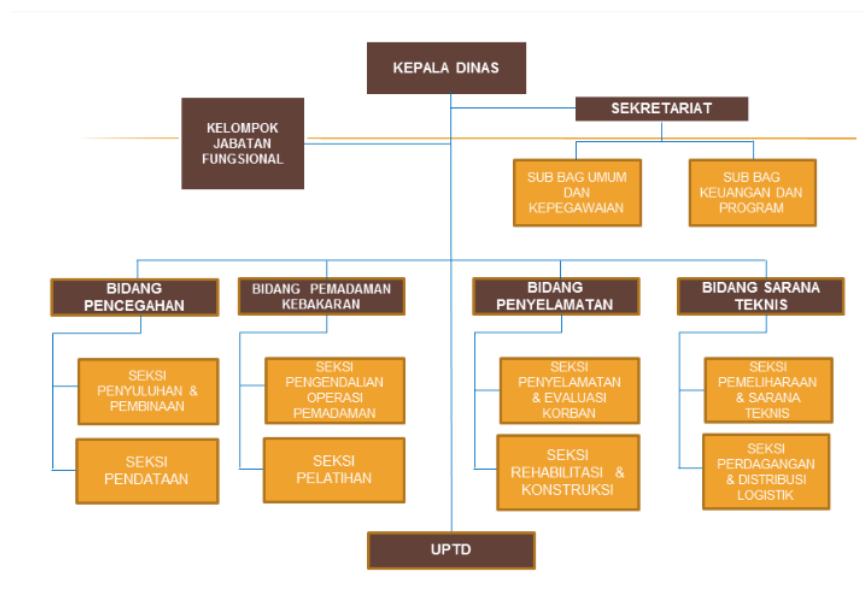 KEPALA DINAS
SEKRETARIAT
KELOMPOK
JABATAN
FUNGSIONAL
SUB BAG UMUM
DAN
KEPEGAWAIAN
SUB BAG
KEUANGAN DAN
PROGRAM
BIDANG
PENCEGAHAN
BIDANG PEMADAMAN
KEBAKARAN
BIDANG
PENYELAMATAN
BIDANG SARANA
TEKNIS
SEKSI
PENYULUHAN &
PEMBINAAN
SEKSI
PENGENDALIAN
OPERASI
PEMADAMAN
SEKSI
PENYELAMATAN
& EVALUASI
KORBAN
SEKSI
PEMELIHARAAN
& SARANA
TEKNIS
SEKSI
PENDATAAN
SEKSI
PELATIHAN
SEKSI
REHABILITASI &
KONSTRUKSI
SEKSI
PERDAGANGAN
& DISTRIBUSI
LOGISTIK
UPTD